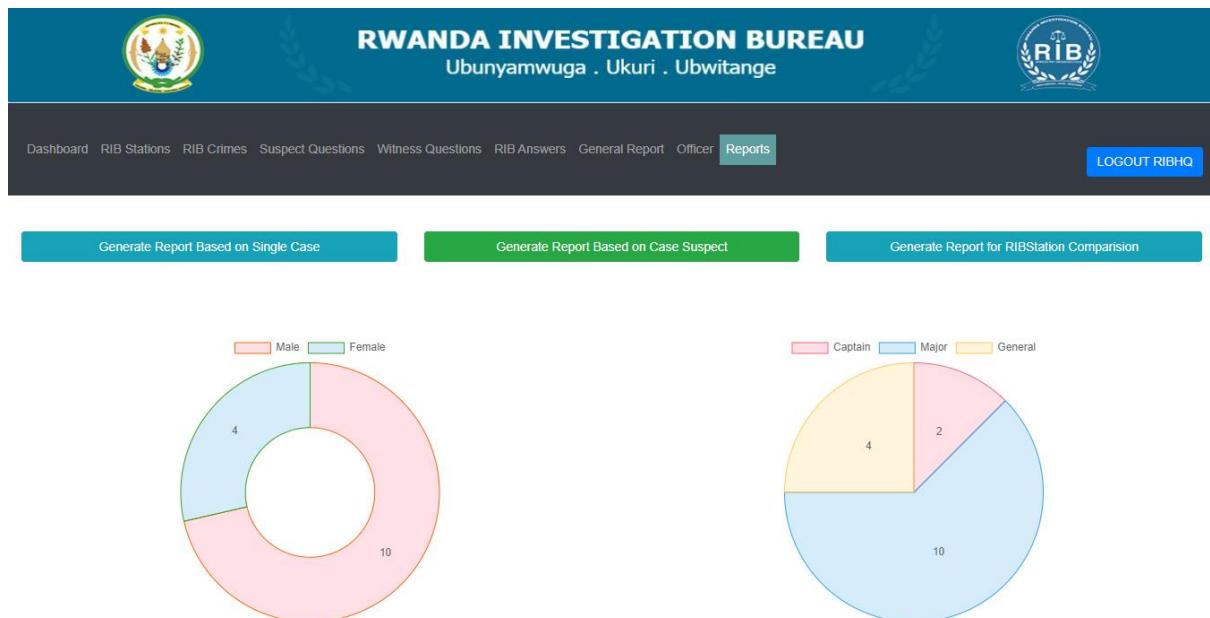 RWANDA INVESTIGATION BUREAU
Ubunyamwuga . Ukuri . Ubwitange
RIB
Dashboard RIB Stations RIB Crimes Suspect Questions Witness Questions RIB Answers General Report Officer Reports
LOGOUT RIBHQ
Generate Report Based on Single Case
Generate Report Based on Case Suspect
Generate Report for RIBStation Comparision
Male Female
4
10
Captain Major General
2
4
10